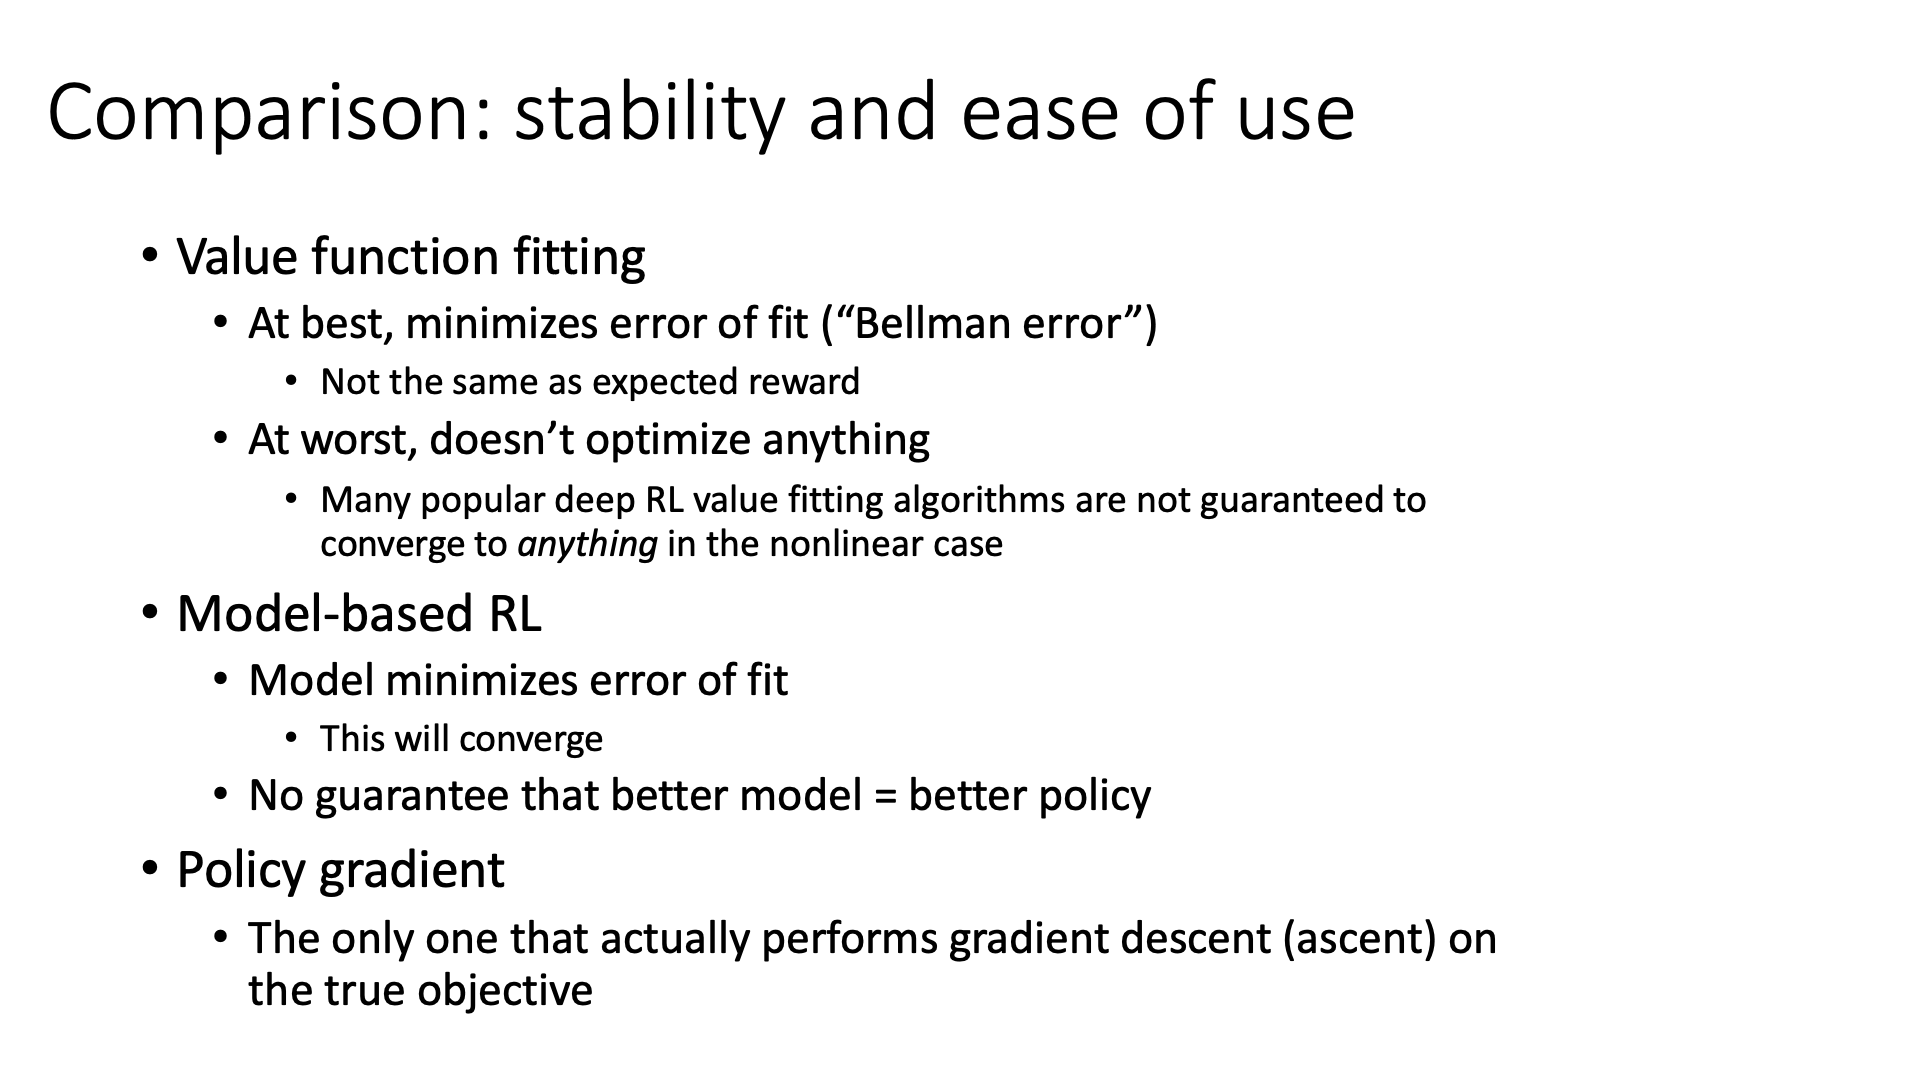 Comparison: stability and ease of use
• Value function fitting
• At best, minimizes error of fit (“Bellman error”)
• Not the same as expected reward
• At worst, doesn’t optimize anything
• Many popular deep RL value fitting algorithms are not guaranteed to
converge to anything in the nonlinear case
• Model-based RL
• Model minimizes error of fit
• This will converge
• No guarantee that better model = better policy
• Policy gradient
• The only one that actually performs gradient descent (ascent) on
the true objective